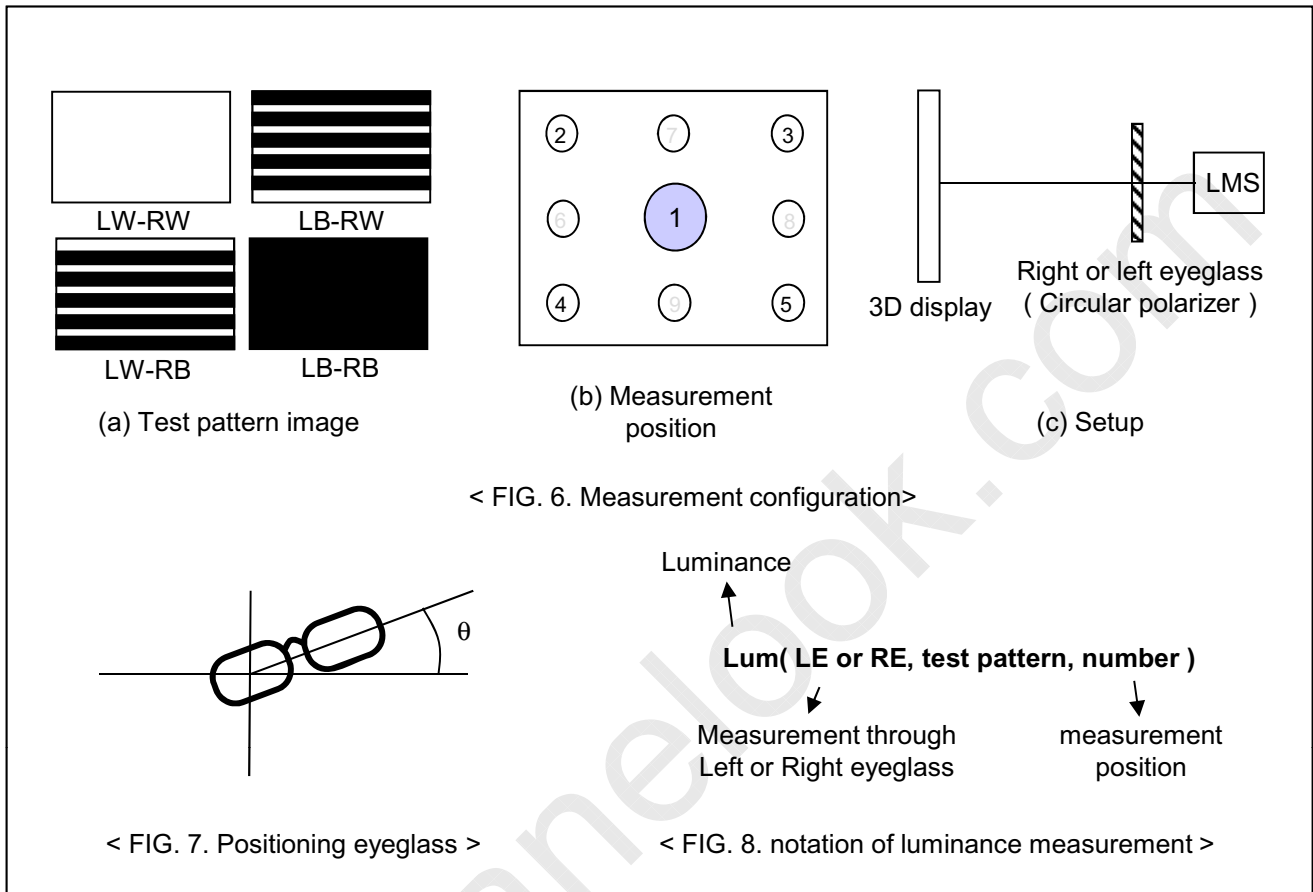 LW-RW
LB-RW
LW-RB
LB-RB
(a) Test pattern image
2 7 3
6 1 8
4 9 5
(b) Measurement
position
LMS
3D display
Right or left eyeglass
( Circular polarizer )
(c) Setup
< FIG. 6. Measurement configuration>
θ
< FIG. 7. Positioning eyeglass >
Luminance
Lum( LE or RE, test pattern, number )
Measurement through
Left or Right eyeglass
measurement
position
< FIG. 8. notation of luminance measurement >
anelook.com